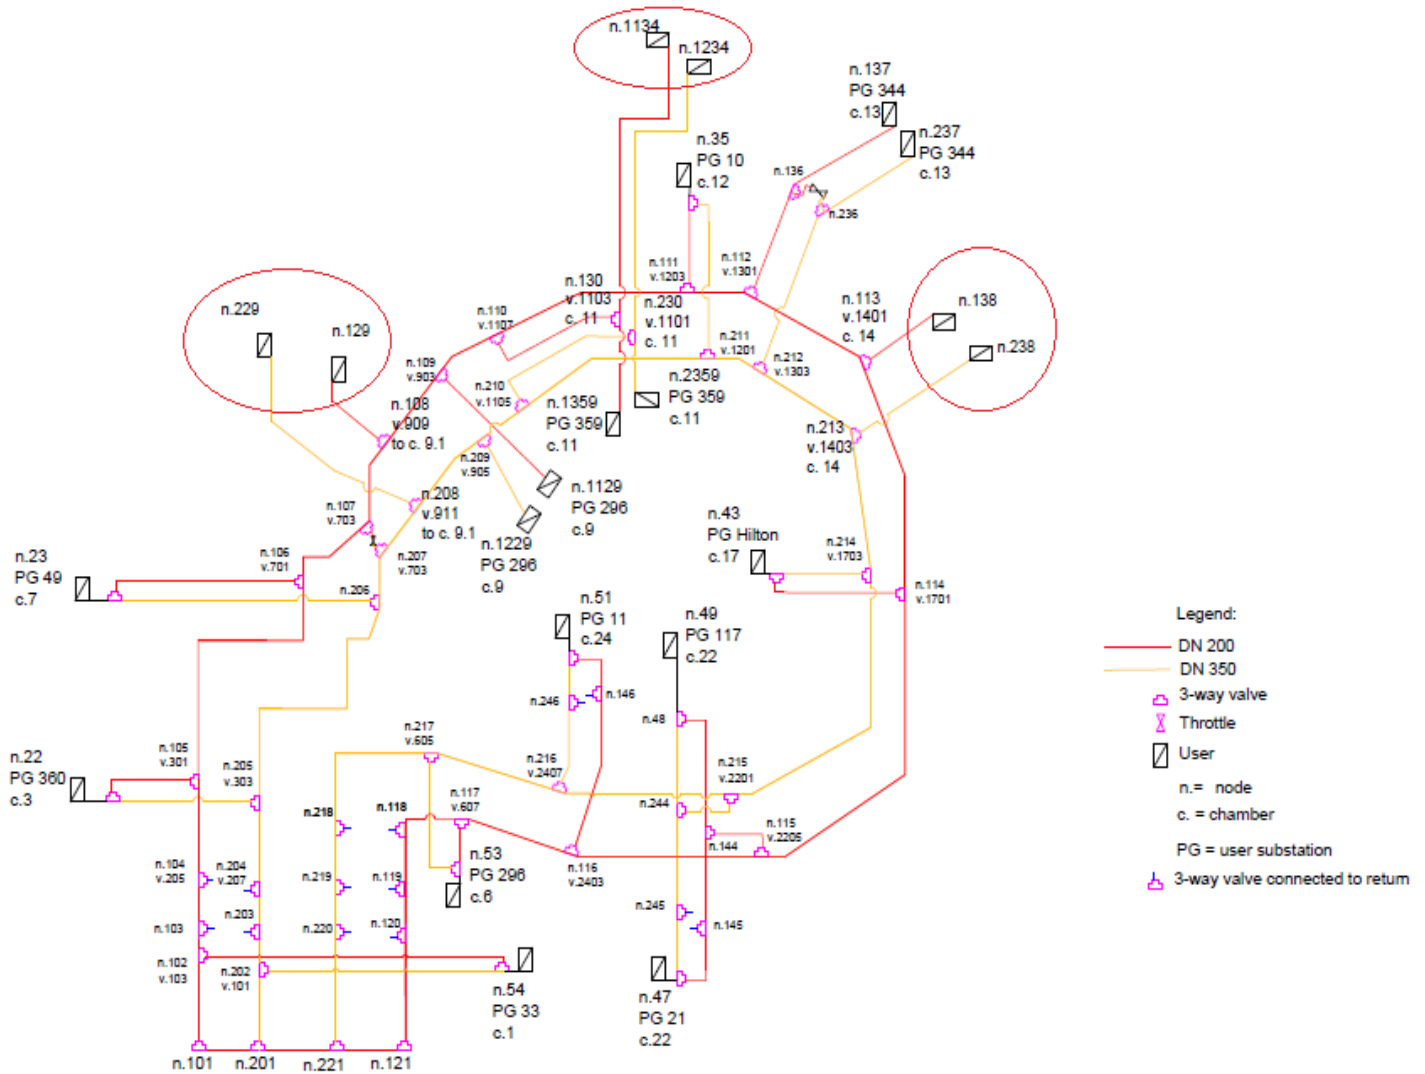 n.1134
n.1234
n.137
PG 344
c.13
n.237
PG 344
c.13
n.35
PG 10
c.12
n.136
n.236
n.229
n.129
n.130
v.1103
c. 11
n.111
v.1203
n.112
v.1301
n.110
v.1107
n.230
v.1101
c. 11
n.113
v.1401
c. 14
n.138
n.238
n.109
v.903
n.211
v.1201
n.212
v.1303
n.210
v.1105
n.108
v.909
to c. 9.1
n.1359
PG 359
c.11
n.2359
PG 359
c.11
n.213
v.1403
c. 14
n.209
v.905
n.208
v.911
to c. 9.1
n.1129
PG 296
c.9
n.1229
PG 296
c.9
n.107
v.703
n.207
v.703
n.43
PG Hilton
c.17
n.214
v.1703
n.114
v.1701
n.23
PG 49
c.7
n.106
v.701
n.206
n.51
PG 11
c.24
n.49
PG 117
c.22
n.246
n.146
n.48
Legend:
DN 200
DN 350
3-way valve
Throttle
User
n.= node
c. = chamber
PG = user substation
3-way valve connected to return
n.22
PG 360
c.3
n.105
v.301
n.205
v.303
n.217
v.605
n.216
v.2407
n.215
v.2201
n.218
n.118
n.117
v.607
n.244
n.144
n.115
v.2205
n.53
PG 296
c.6
n.116
v.2403
n.104
v.205
n.204
v.207
n.219
n.119
n.103
n.203
n.220
n.120
n.245
n.145
n.102
v.103
n.202
v.101
n.54
PG 33
c.1
n.47
PG 21
c.22
n.101
n.201
n.221
n.121